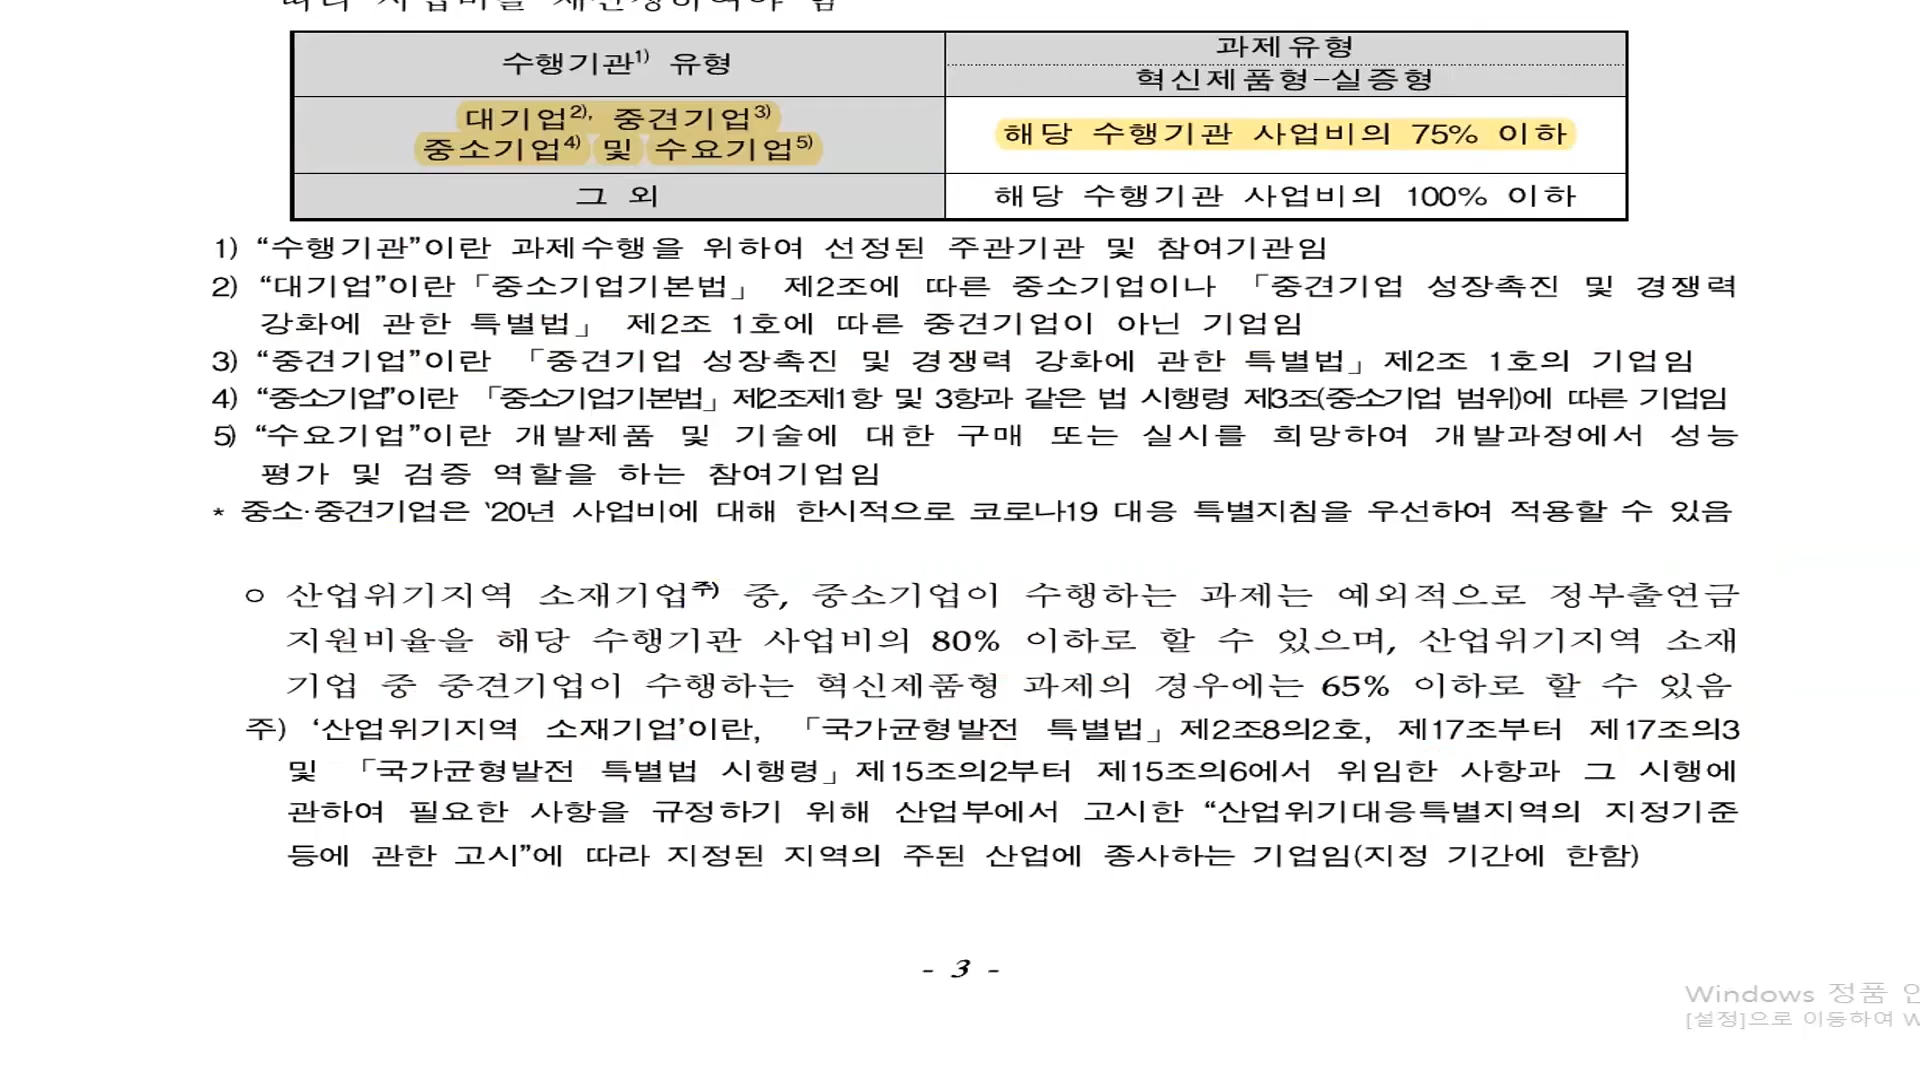 수행기관1) 유형
과제유형
혁신제품형-실증형
대기업2), 중견기업3)
중소기업4) 및 수요기업5)
해당 수행기관 사업비의 75% 이하
그 외
해당 수행기관 사업비의 100% 이하
1) “수행기관”이란 과제수행을 위하여 선정된 주관기관 및 참여기관임
2) “대기업”이란「중소기업기본법」 제2조에 따른 중소기업이나 「중견기업 성장촉진 및 경쟁력
강화에 관한 특별법」 제2조 1호에 따른 중견기업이 아닌 기업임
3) “중견기업”이란 「중견기업 성장촉진 및 경쟁력 강화에 관한 특별법」제2조 1호의 기업임
4) “중소기업”이란 「중소기업기본법」제2조제1항 및 3항과 같은 법 시행령 제3조(중소기업 범위)에 따른 기업임
5) “수요기업”이란 개발제품 및 기술에 대한 구매 또는 실시를 희망하여 개발과정에서 성능
평가 및 검증 역할을 하는 참여기업임
* 중소·중견기업은 ‘20년 사업비에 대해 한시적으로 코로나19 대응 특별지침을 우선하여 적용할 수 있음
○ 산업위기지역 소재기업주) 중, 중소기업이 수행하는 과제는 예외적으로 정부출연금
지원비율을 해당 수행기관 사업비의 80% 이하로 할 수 있으며, 산업위기지역 소재
기업 중 중견기업이 수행하는 혁신제품형 과제의 경우에는 65% 이하로 할 수 있음
주) ‘산업위기지역 소재기업’이란, 「국가균형발전 특별법」제2조8의2호, 제17조부터 제17조의3
및 「국가균형발전 특별법 시행령」제15조의2부터 제15조의6에서 위임한 사항과 그 시행에
관하여 필요한 사항을 규정하기 위해 산업부에서 고시한 “산업위기대응특별지역의 지정기준
등에 관한 고시”에 따라 지정된 지역의 주된 산업에 종사하는 기업임(지정 기간에 한함)
- 3 -
Windows 정품
[설정]으로 이동하여